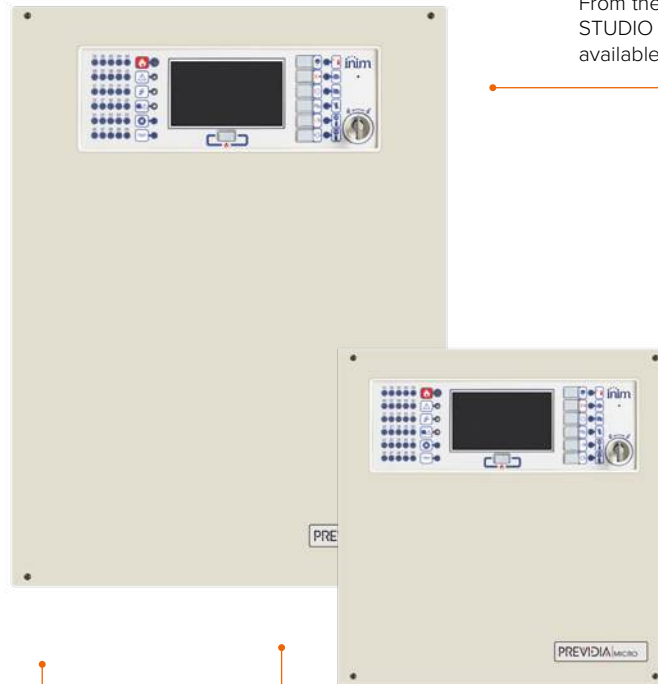 From the
STUDIO
available
inim
PRE
inim
PREVIDIA MICRO